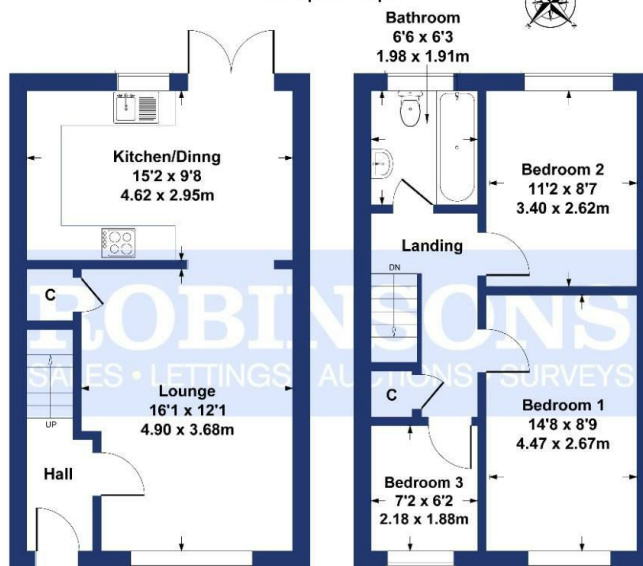 Kitchen/Dinng
15'2 x 9'8
4.62 x 2.95m
C
Lounge
16'1 x 12'1
4.90 x 3.68m
UP
Hall
Bathroom
6'6 x 6'3
1.98 x 1.91m
Bedroom 2
11'2 x 8'7
3.40 x 2.62m
Landing
DN
C
Bedroom 1
14'8 x 8'9
4.47 x 2.67m
Bedroom 3
7'2 x 6'2
2.18 x 1.88m
ROBINSONS
SALES • LETTINGS AUCTIONS • SURVEYS